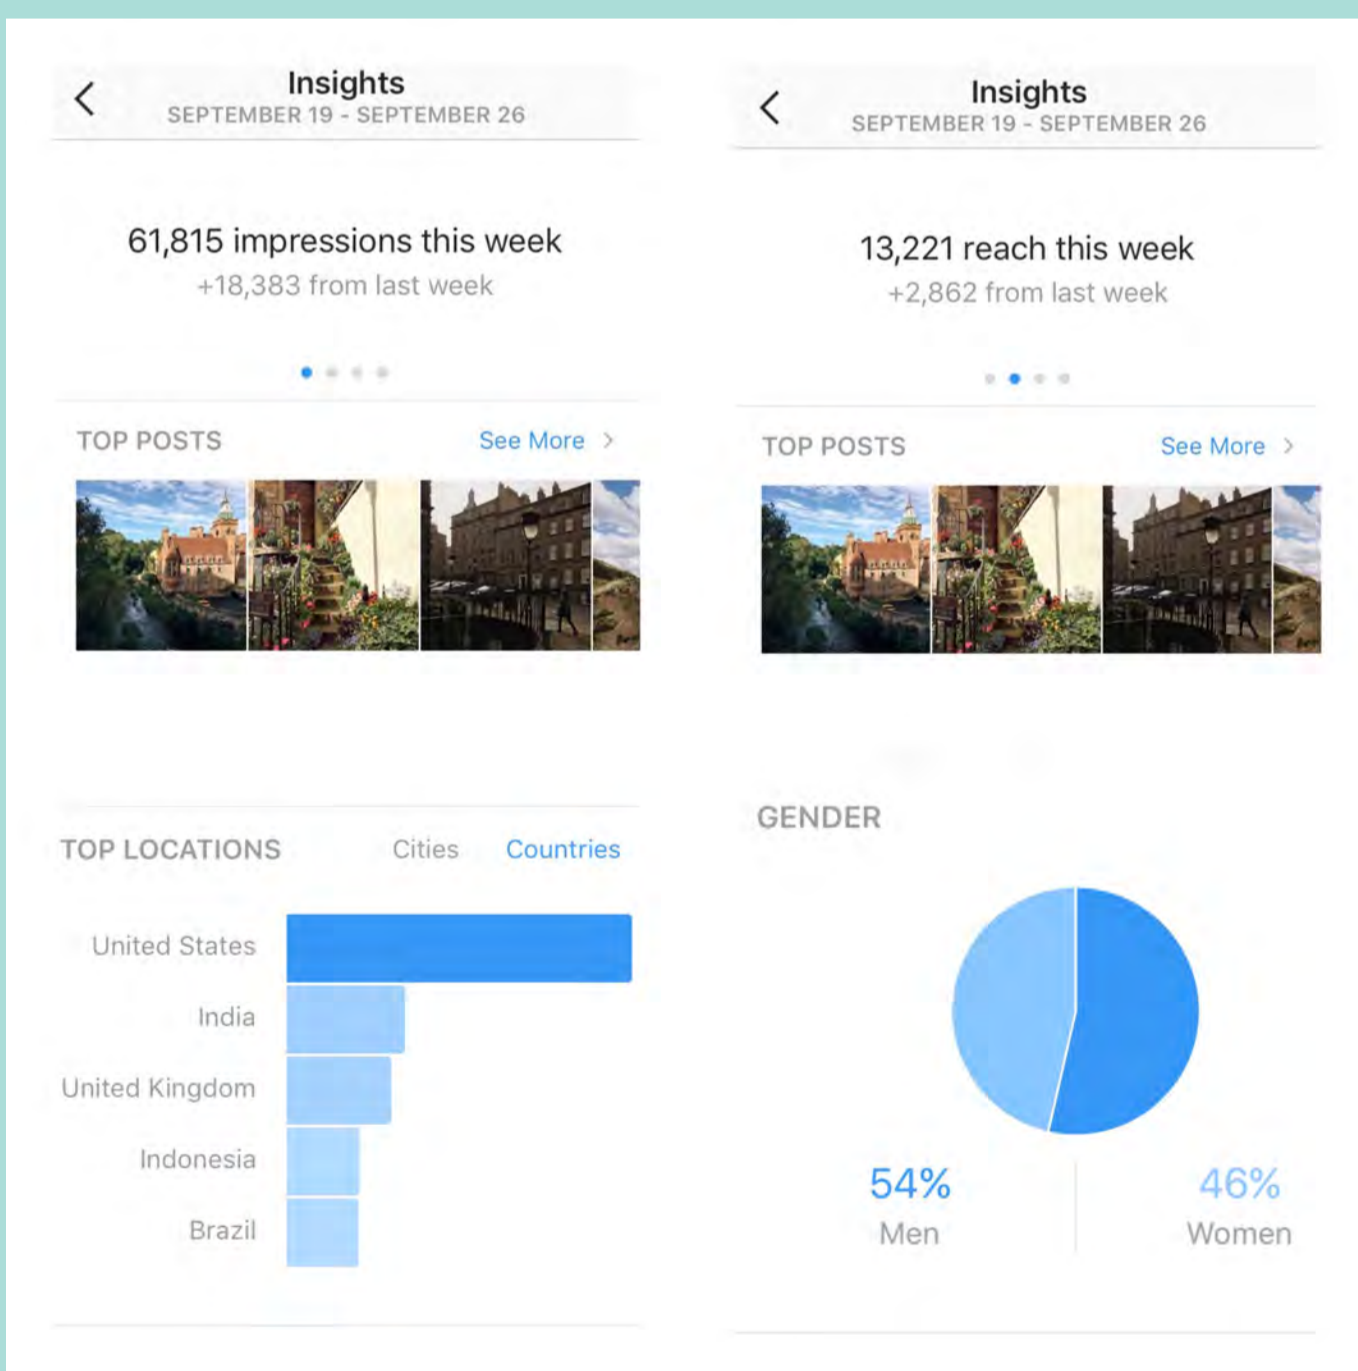 Insights
SEPTEMBER 19 - SEPTEMBER 26
61,815 impressions this week
+18,383 from last week
TOP POSTS
See More >
TOP LOCATIONS
Cities
Countries
United States
India
United Kingdom
Indonesia
Brazil
Insights
SEPTEMBER 19 - SEPTEMBER 26
13,221 reach this week
+2,862 from last week
TOP POSTS
See More >
GENDER
54%
Men
46%
Women